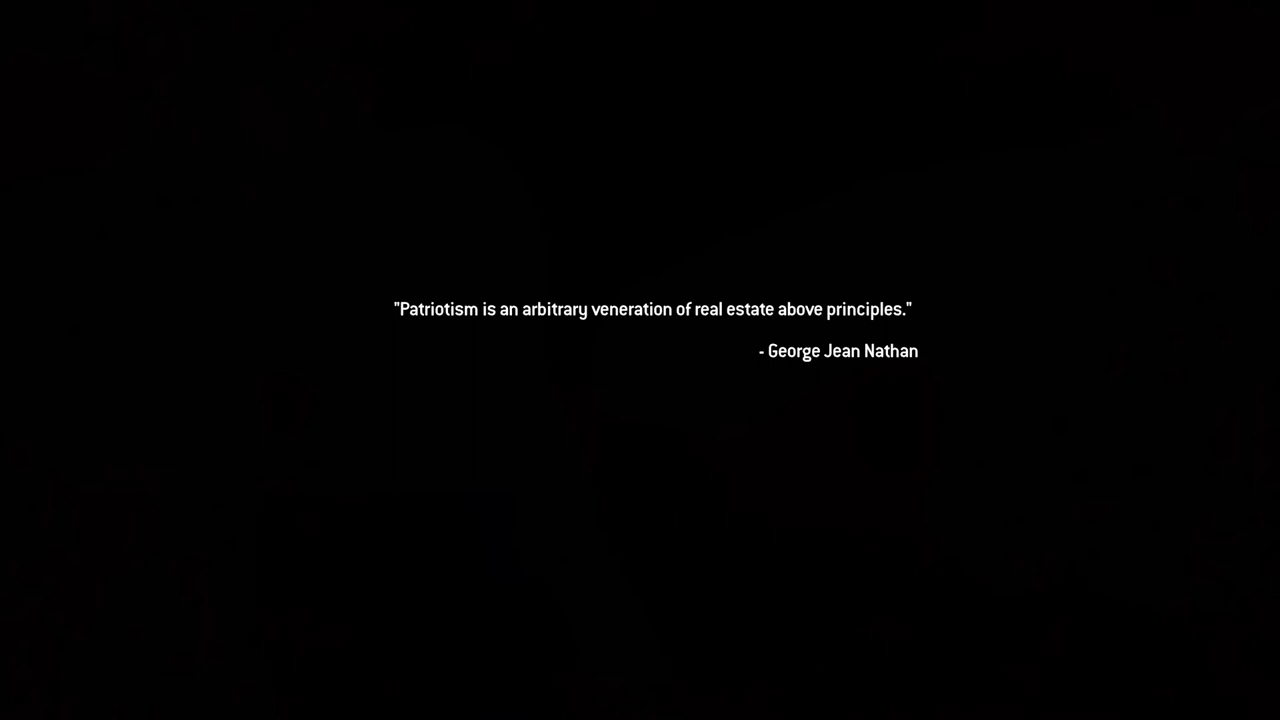 "Patriotism is an arbitrary veneration of real estate above principles."
- George Jean Nathan